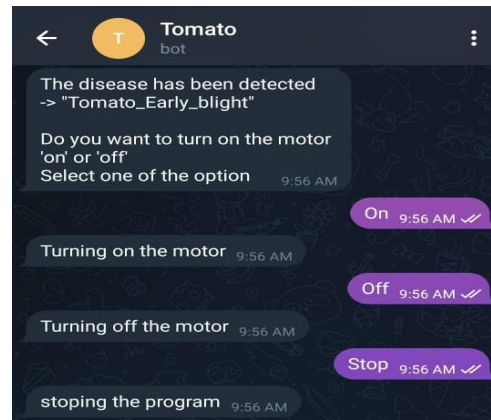 Tomato
T
bot
The disease has been detected
-> "Tomato_Early_blight"
Do you want to turn on the motor
'on' or 'off'
Select one of the option 9:56 AM
On 9:56 AM
Turning on the motor 9:56 AM
Off 9:56 AM
Turning off the motor 9:56 AM
Stop 9:56 AM
stoping the program 9:56 AM